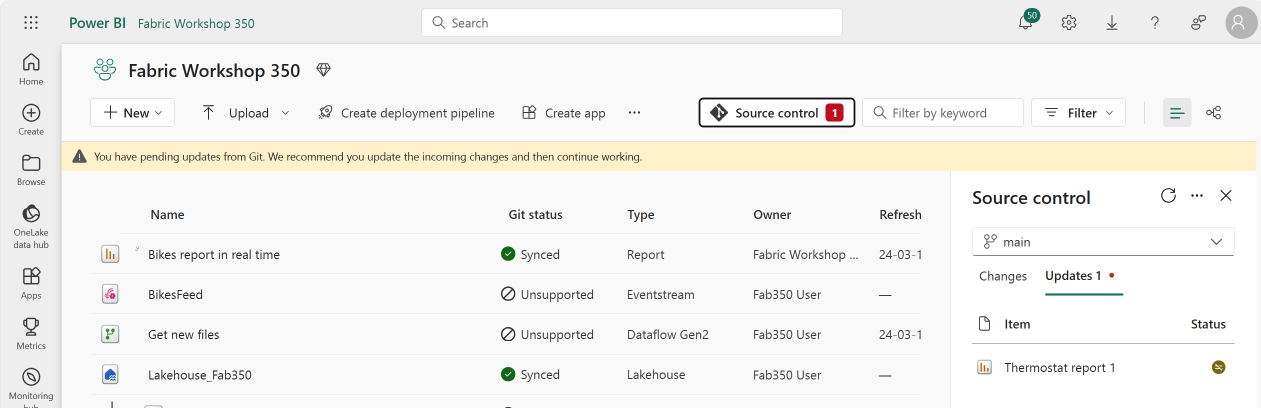 Power BI Fabric Workshop 350 Search 50
Home
Fabric Workshop 350
Create
New Upload Create deployment pipeline Create app ... Source control 1 Filter by keyword Filter
You have pending updates from Git. We recommend you update the incoming changes and then continue working.
Browse
OneLake
data hub
Apps
Metrics
Monitoring
Name Git status Type Owner Refresh
Bikes report in real time Synced Report Fabric Workshop ... 24-03-1
BikesFeed Unsupported Eventstream Fab350 User —
Get new files Unsupported Dataflow Gen2 Fab350 User 24-03-1
Lakehouse_Fab350 Synced Lakehouse Fab350 User —
Source control ...
main
Changes Updates 1
Item Status
Thermostat report 1